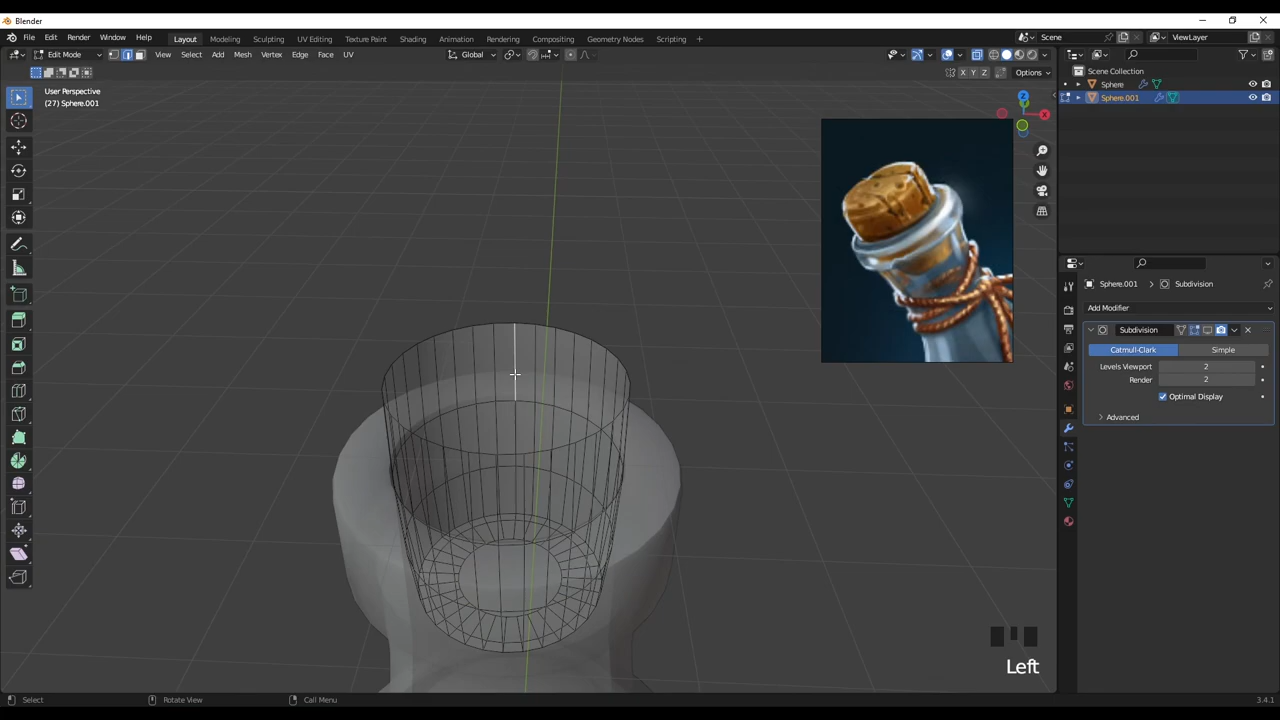 Blender
File Edit Render Window Help Layout Modeling Sculpting UV Editing Texture Paint Shading Animation Rendering Compositing Geometry Nodes Scripting + Scene ViewLayer
Edit Mode View Select Add Mesh Vertex Edge Face UV Global
X Y Z Options
User Perspective
(27) Sphere.001
Z
X
Scene Collection
Sphere
Sphere.001
Sphere.001 > Subdivision
Add Modifier
Subdivision
Catmull-Clark Simple
Levels Viewport 2
Render 2
Optimal Display
Advanced
Left
Select Rotate View Call Menu 3.4.1